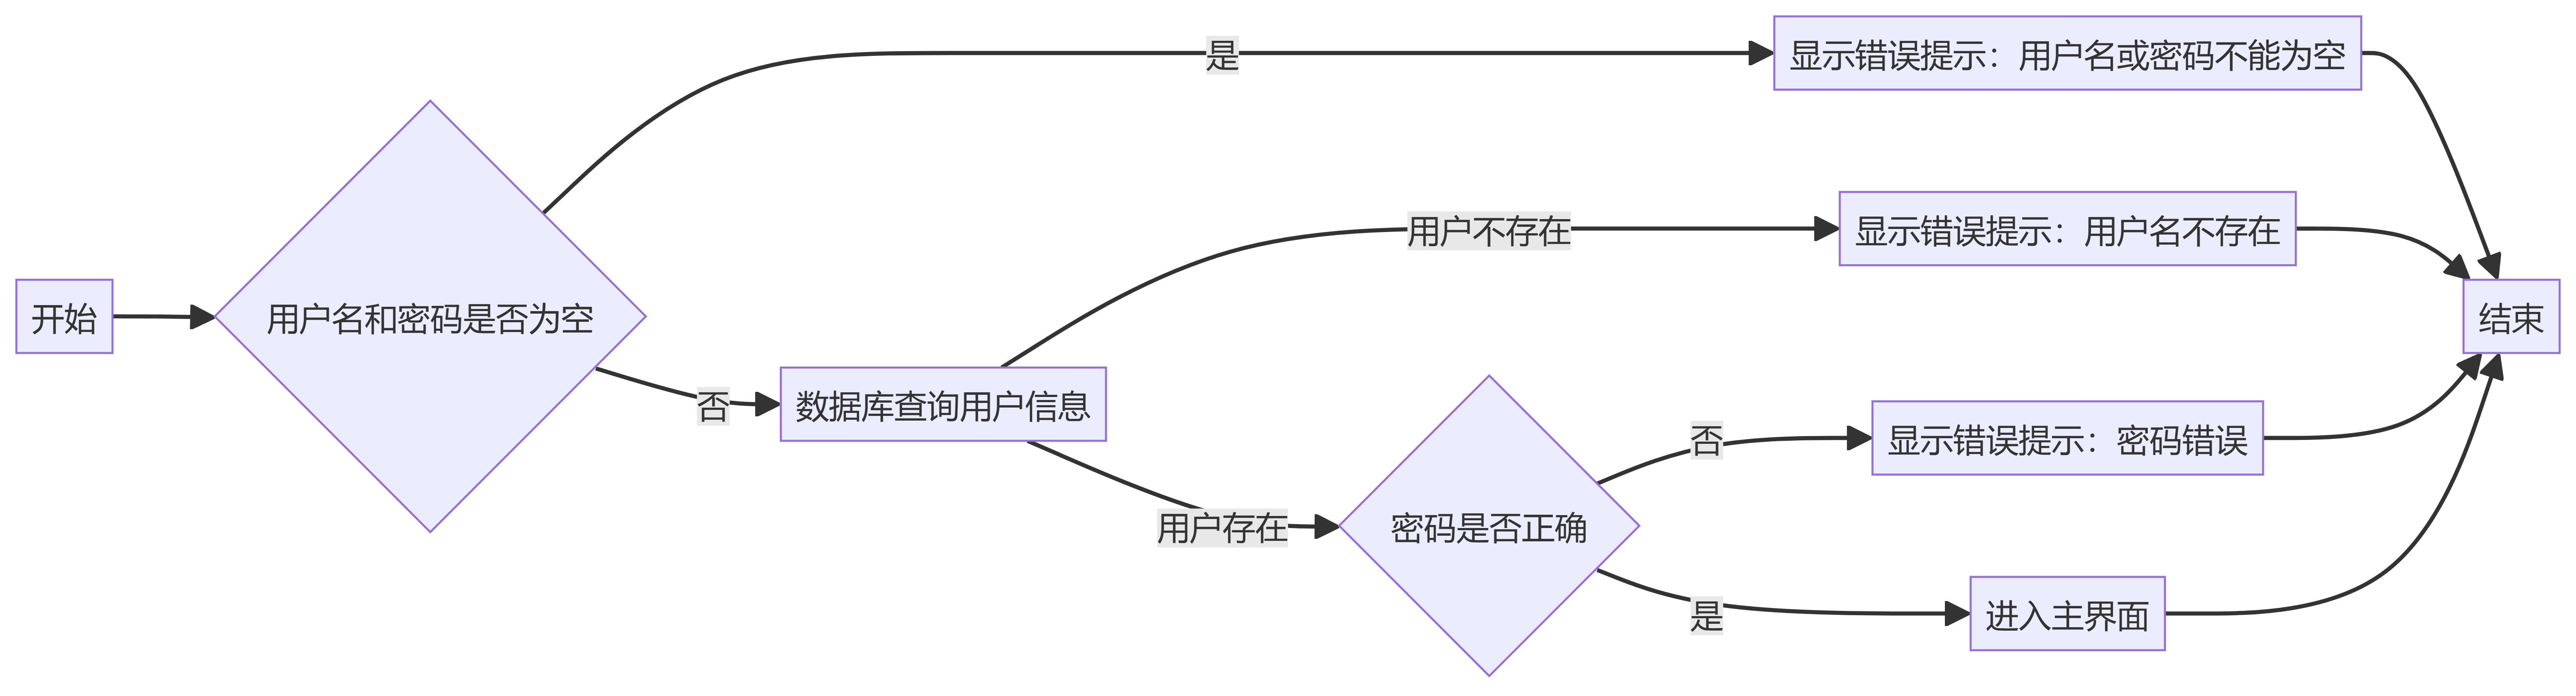 开始
用户名和密码是否为空
是
显示错误提示：用户名或密码不能为空
否
数据库查询用户信息
用户不存在
显示错误提示：用户名不存在
用户存在
密码是否正确
否
显示错误提示：密码错误
是
进入主界面
结束